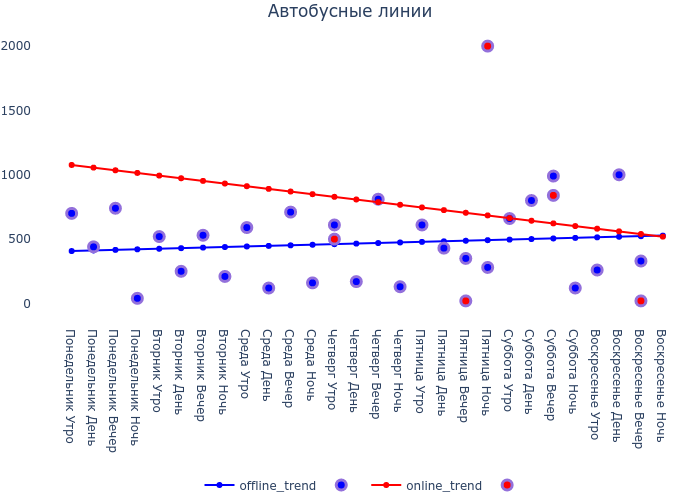 Автобусные линии
2000
1500
1000
500
0
Понедельник Утро
Понедельник День
Понедельник Вечер
Понедельник Ночь
Вторник Утро
Вторник День
Вторник Вечер
Вторник Ночь
Среда Утро
Среда День
Среда Вечер
Среда Ночь
Четверг Утро
Четверг День
Четверг Вечер
Четверг Ночь
Пятница Утро
Пятница День
Пятница Вечер
Пятница Ночь
Суббота Утро
Суббота День
Суббота Вечер
Суббота Ночь
Воскресенье Утро
Воскресенье День
Воскресенье Вечер
Воскресенье Ночь
offline_trend online_trend